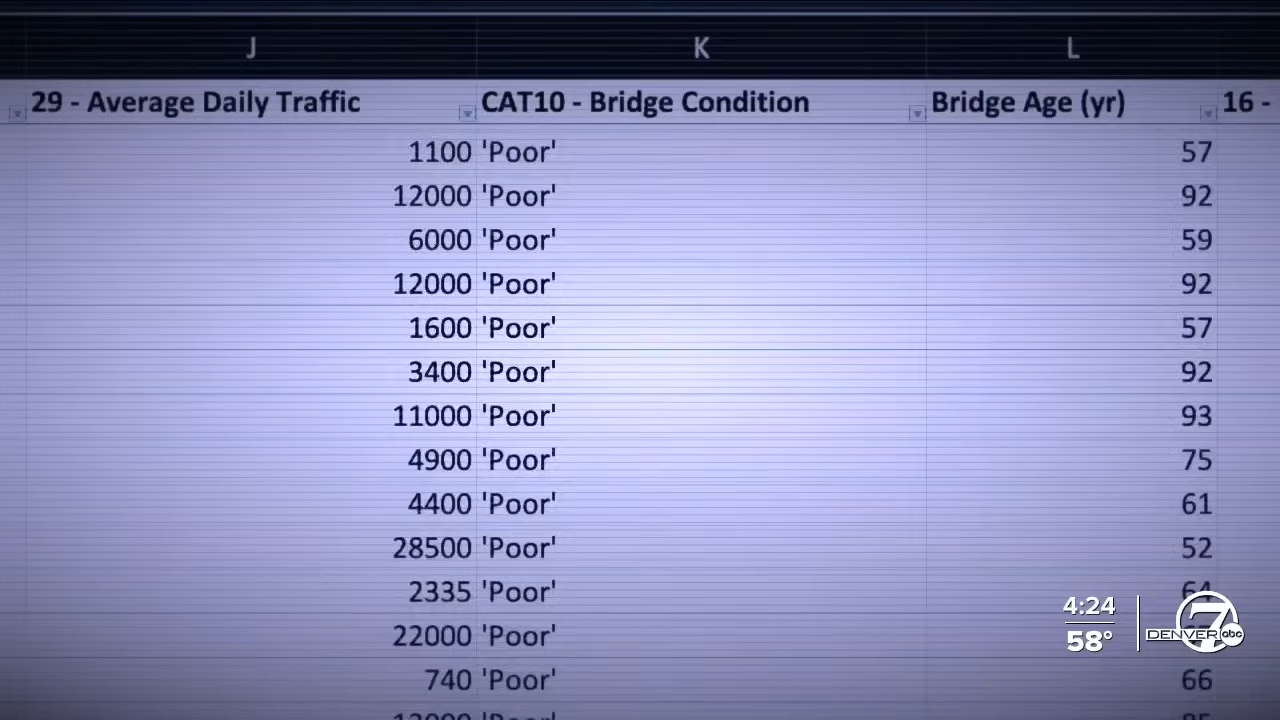 J K L
29 - Average Daily Traffic CAT10 - Bridge Condition Bridge Age (yr) 16 -
1100 'Poor' 57
12000 'Poor' 92
6000 'Poor' 59
12000 'Poor' 92
1600 'Poor' 57
3400 'Poor' 92
11000 'Poor' 93
4900 'Poor' 75
4400 'Poor' 61
28500 'Poor' 52
2335 'Poor' 64
22000 'Poor'
740 'Poor' 66
4:24
58°
DENVER 7 abc